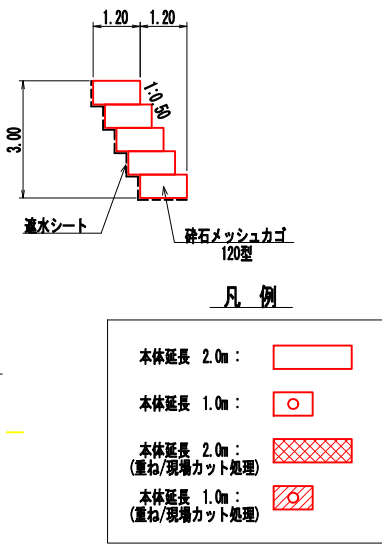 1.20 1.20
1:0.50
3.00
遮水シート
砕石メッシュカゴ
120型
凡 例
本体延長 2.0m :
本体延長 1.0m :
本体延長 2.0m :
(重ね/現場カット処理)
本体延長 1.0m :
(重ね/現場カット処理)